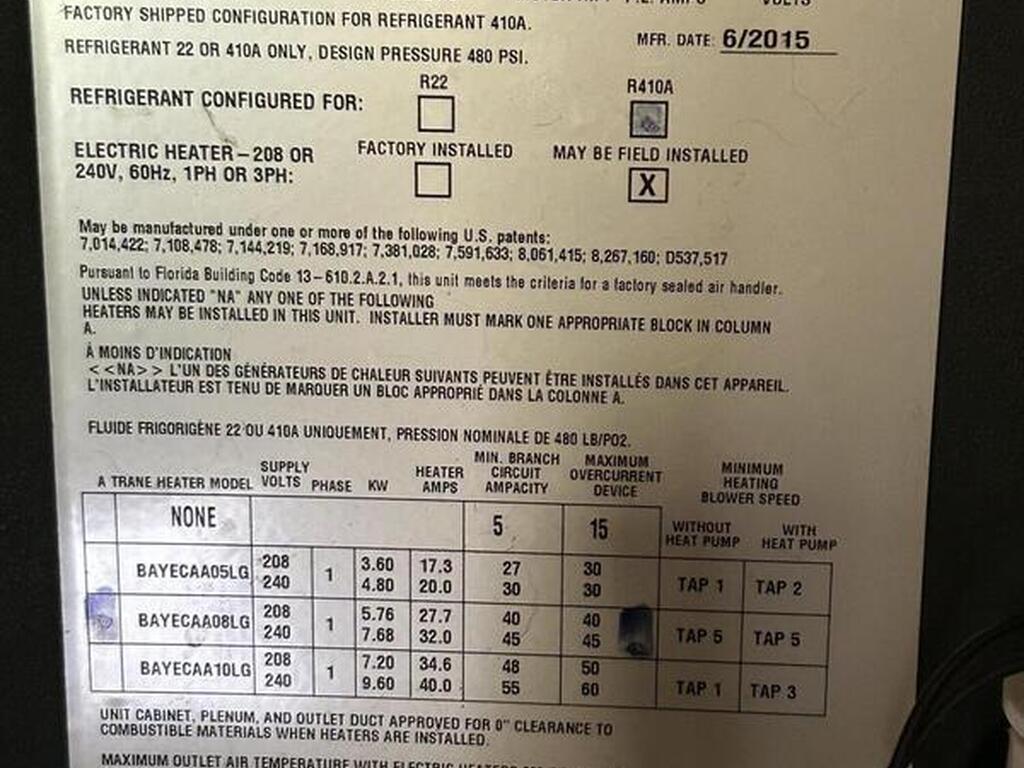 VOLTS
FACTORY SHIPPED CONFIGURATION FOR REFRIGERANT 410A.
MFR. DATE: 6/2015
REFRIGERANT 22 OR 410A ONLY, DESIGN PRESSURE 480 PSI.
R22 R410A
REFRIGERANT CONFIGURED FOR:
ELECTRIC HEATER – 208 OR FACTORY INSTALLED MAY BE FIELD INSTALLED
240V, 60Hz, 1PH OR 3PH: X
May be manufactured under one or more of the following U.S. patents:
7,014,422; 7,108,478; 7,144,219; 7,168,917; 7,381,028; 7,591,633; 8,061,415; 8,267,160; D537,517
Pursuant to Florida Building Code 13–610.2.A.2.1, this unit meets the criteria for a factory sealed air handler.
UNLESS INDICATED "NA" ANY ONE OF THE FOLLOWING
HEATERS MAY BE INSTALLED IN THIS UNIT. INSTALLER MUST MARK ONE APPROPRIATE BLOCK IN COLUMN
A.
À MOINS D'INDICATION
<<NA>> L'UN DES GÉNÉRATEURS DE CHALEUR SUIVANTS PEUVENT ÊTRE INSTALLÉS DANS CET APPAREIL.
L'INSTALLATEUR EST TENU DE MARQUER UN BLOC APPROPRIÉ DANS LA COLONNE A.
FLUIDE FRIGORIGÈNE 22 OU 410A UNIQUEMENT, PRESSION NOMINALE DE 480 LB/PO2.
SUPPLY MIN. BRANCH MAXIMUM MINIMUM
A TRANE HEATER MODEL VOLTS PHASE KW HEATER CIRCUIT OVERCURRENT HEATING
AMPS AMPACITY DEVICE BLOWER SPEED
NONE 5 15 WITHOUT WITH
HEAT PUMP HEAT PUMP
BAYECAA05LG 208 1 3.60 17.3 27 30 TAP 1 TAP 2
240 4.80 20.0 30 30
BAYECAA08LG 208 1 5.76 27.7 40 40 TAP 5 TAP 5
240 7.68 32.0 45 45
BAYECAA10LG 208 1 7.20 34.6 48 50 TAP 1 TAP 3
240 9.60 40.0 55 60
UNIT CABINET, PLENUM, AND OUTLET DUCT APPROVED FOR 0" CLEARANCE TO
COMBUSTIBLE MATERIALS WHEN HEATERS ARE INSTALLED.
MAXIMUM OUTLET AIR TEMPERATURE WITH ELECTRIC